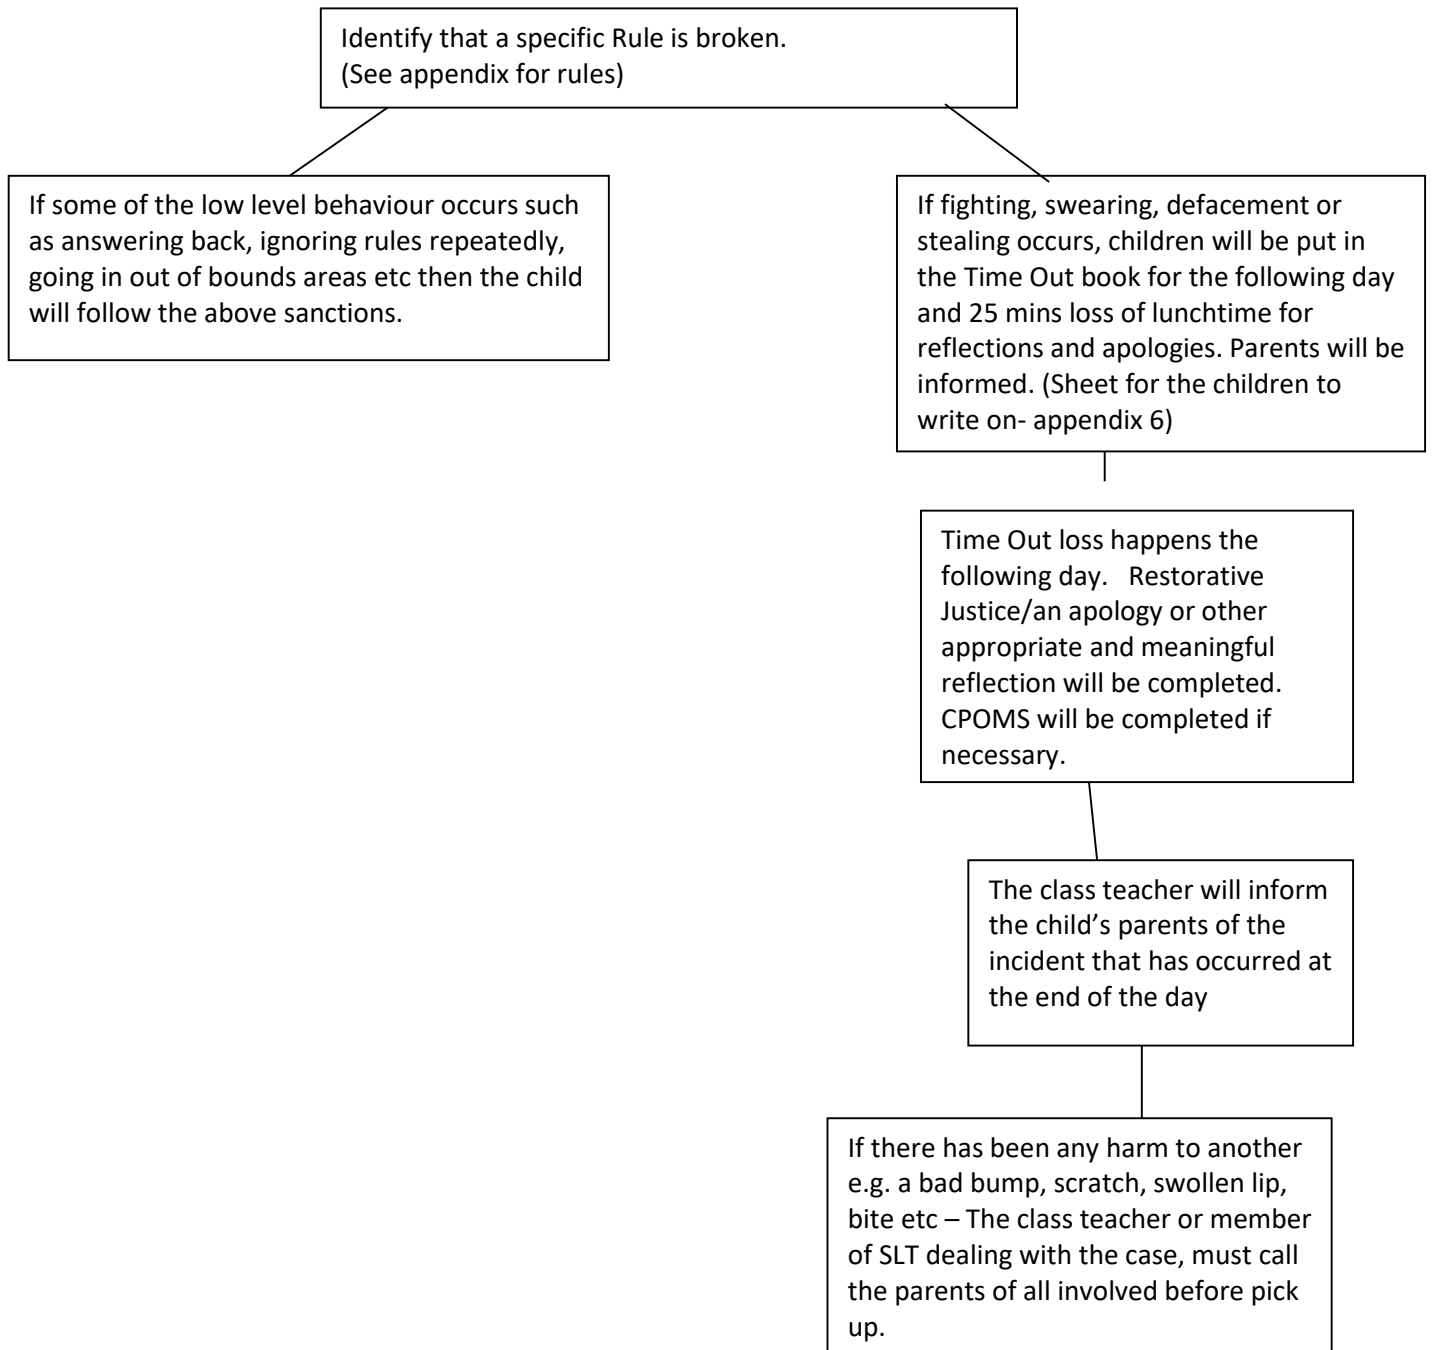 Identify that a specific Rule is broken.
(See appendix for rules)
If some of the low level behaviour occurs such
as answering back, ignoring rules repeatedly,
going in out of bounds areas etc then the child
will follow the above sanctions.
If fighting, swearing, defacement or
stealing occurs, children will be put in
the Time Out book for the following day
and 25 mins loss of lunchtime for
reflections and apologies. Parents will be
informed. (Sheet for the children to
write on- appendix 6)
Time Out loss happens the
following day.   Restorative
Justice/an apology or other
appropriate and meaningful
reflection will be completed.
CPOMS will be completed if
necessary.
The class teacher will inform
the child’s parents of the
incident that has occurred at
the end of the day
If there has been any harm to another
e.g. a bad bump, scratch, swollen lip,
bite etc – The class teacher or member
of SLT dealing with the case, must call
the parents of all involved before pick
up.